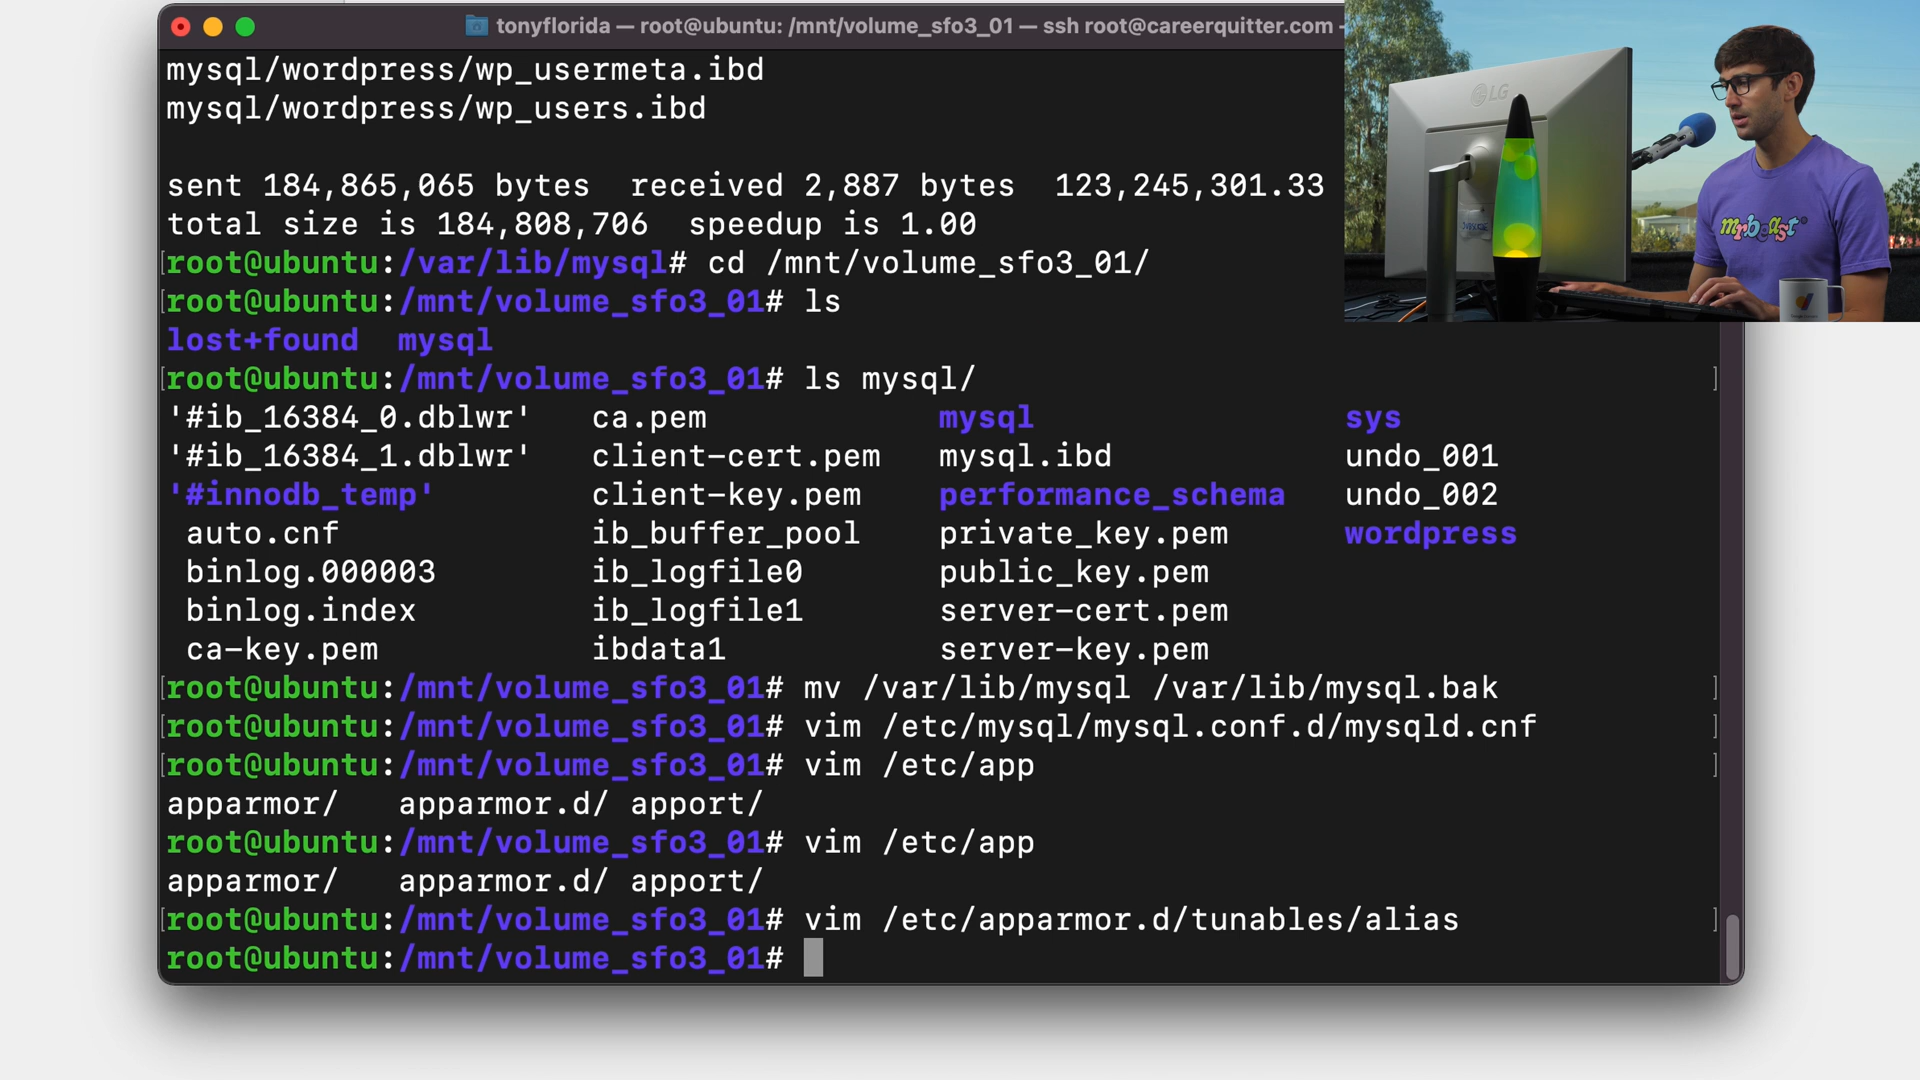 tonyflorida — root@ubuntu: /mnt/volume_sfo3_01 — ssh root@careerquitter.com -
mysql/wordpress/wp_usermeta.ibd
mysql/wordpress/wp_users.ibd
sent 184,865,065 bytes  received 2,887 bytes  123,245,301.33
total size is 184,808,706  speedup is 1.00
[root@ubuntu:/var/lib/mysql# cd /mnt/volume_sfo3_01/
[root@ubuntu:/mnt/volume_sfo3_01# ls
lost+found  mysql
[root@ubuntu:/mnt/volume_sfo3_01# ls mysql/ ]
'#ib_16384_0.dblwr'   ca.pem            mysql                sys
'#ib_16384_1.dblwr'   client-cert.pem   mysql.ibd            undo_001
'#innodb_temp'        client-key.pem    performance_schema   undo_002
auto.cnf             ib_buffer_pool    private_key.pem      wordpress
binlog.000003        ib_logfile0       public_key.pem
binlog.index         ib_logfile1       server-cert.pem
ca-key.pem           ibdata1           server-key.pem
[root@ubuntu:/mnt/volume_sfo3_01# mv /var/lib/mysql /var/lib/mysql.bak ]
[root@ubuntu:/mnt/volume_sfo3_01# vim /etc/mysql/mysql.conf.d/mysqld.cnf ]
[root@ubuntu:/mnt/volume_sfo3_01# vim /etc/app ]
apparmor/   apparmor.d/ apport/
root@ubuntu:/mnt/volume_sfo3_01# vim /etc/app
apparmor/   apparmor.d/ apport/
[root@ubuntu:/mnt/volume_sfo3_01# vim /etc/apparmor.d/tunables/alias ]
root@ubuntu:/mnt/volume_sfo3_01#
LG
mrbeast